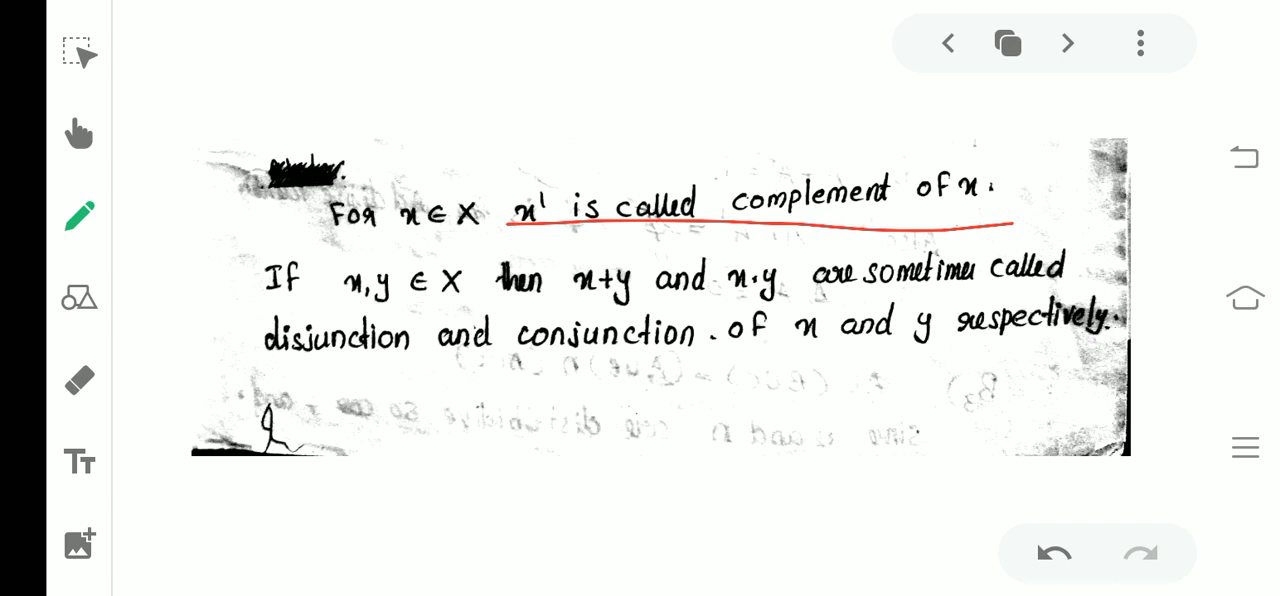 For x ∈ X x' is called complement of x.
If x, y ∈ X then x+y and x·y are sometimes called
disjunction and conjunction. of x and y respectively.